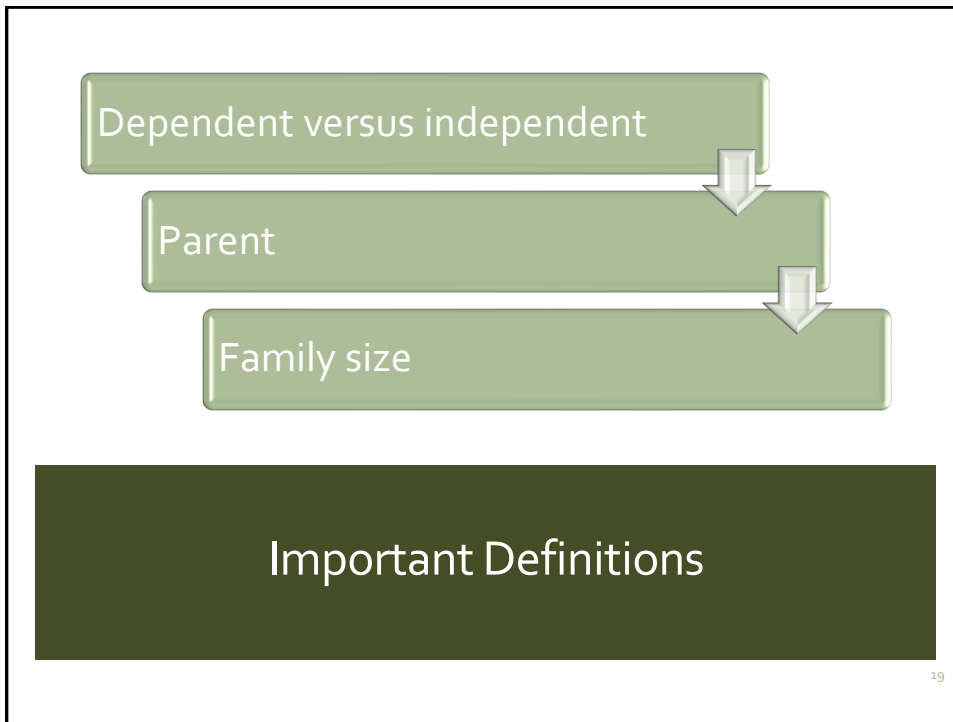 Dependent versus independent
Parent
Family size
Important Definitions
19